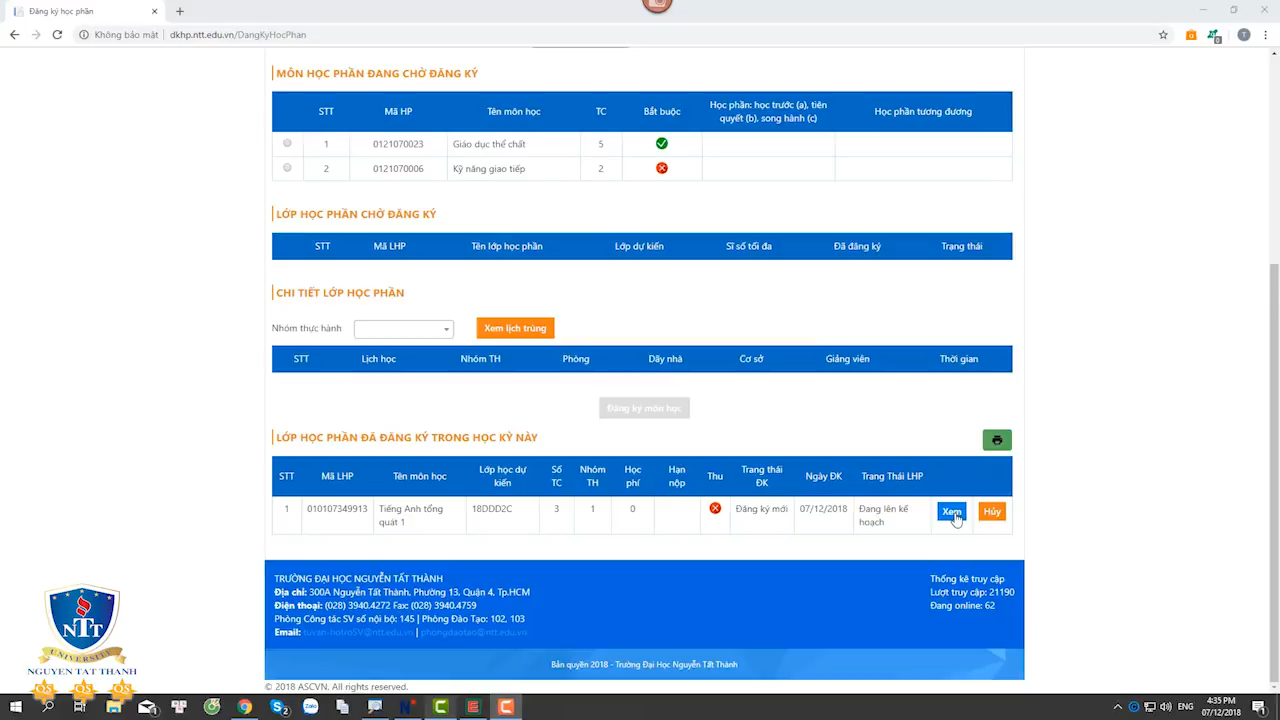 Đăng ký học phần
Không bảo mật | dkhp.ntt.edu.vn/DangKyHocPhan
MÔN HỌC PHẦN ĐANG CHỜ ĐĂNG KÝ
STT Mã HP Tên môn học TC Bắt buộc Học phần: học trước (a), tiên quyết (b), song hành (c) Học phần tương đương
1 0121070023 Giáo dục thể chất 5
2 0121070006 Kỹ năng giao tiếp 2
LỚP HỌC PHẦN CHỜ ĐĂNG KÝ
STT Mã LHP Tên lớp học phần Lớp dự kiến Sĩ số tối đa Đã đăng ký Trạng thái
CHI TIẾT LỚP HỌC PHẦN
Nhóm thực hành Xem lịch trùng
STT Lịch học Nhóm TH Phòng Dãy nhà Cơ sở Giảng viên Thời gian
Đăng ký môn học
LỚP HỌC PHẦN ĐÃ ĐĂNG KÝ TRONG HỌC KỲ NÀY
STT Mã LHP Tên môn học Lớp học dự kiến Số TC Nhóm TH Học phí Hạn nộp Thu Trạng thái ĐK Ngày ĐK Trạng Thái LHP
1 010107349913 Tiếng Anh tổng quát 1 18DDD2C 3 1 0 Đăng ký mới 07/12/2018 Đang lên kế hoạch Xem Hủy
TRƯỜNG ĐẠI HỌC NGUYỄN TẤT THÀNH
Địa chỉ: 300A Nguyễn Tất Thành, Phường 13, Quận 4, Tp.HCM
Điện thoại: (028) 3940.4272 Fax: (028) 3940.4759
Phòng Công tác SV số nội bộ: 145 | Phòng Đào Tạo: 102, 103
Email: tuvan-hotroSV@ntt.edu.vn | phongdaotao@ntt.edu.vn
Thống kê truy cập
Lượt truy cập: 21190
Đang online: 62
Bản quyền 2018 - Trường Đại Học Nguyễn Tất Thành
© 2018 ASCVN. All rights reserved.
NTT
UNIVERSITY
NGUYEN TAT THANH
QS QS QS
ENG
4:35 PM
07/12/2018